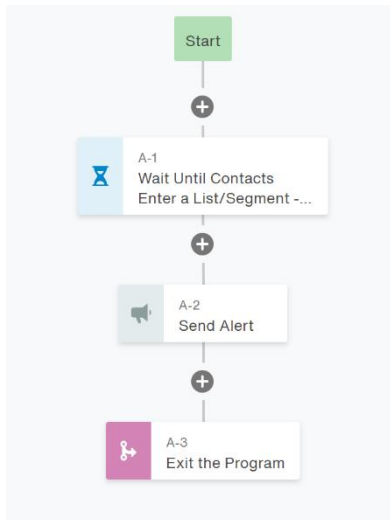 Start
A-1
Wait Until Contacts
Enter a List/Segment -...
A-2
Send Alert
A-3
Exit the Program